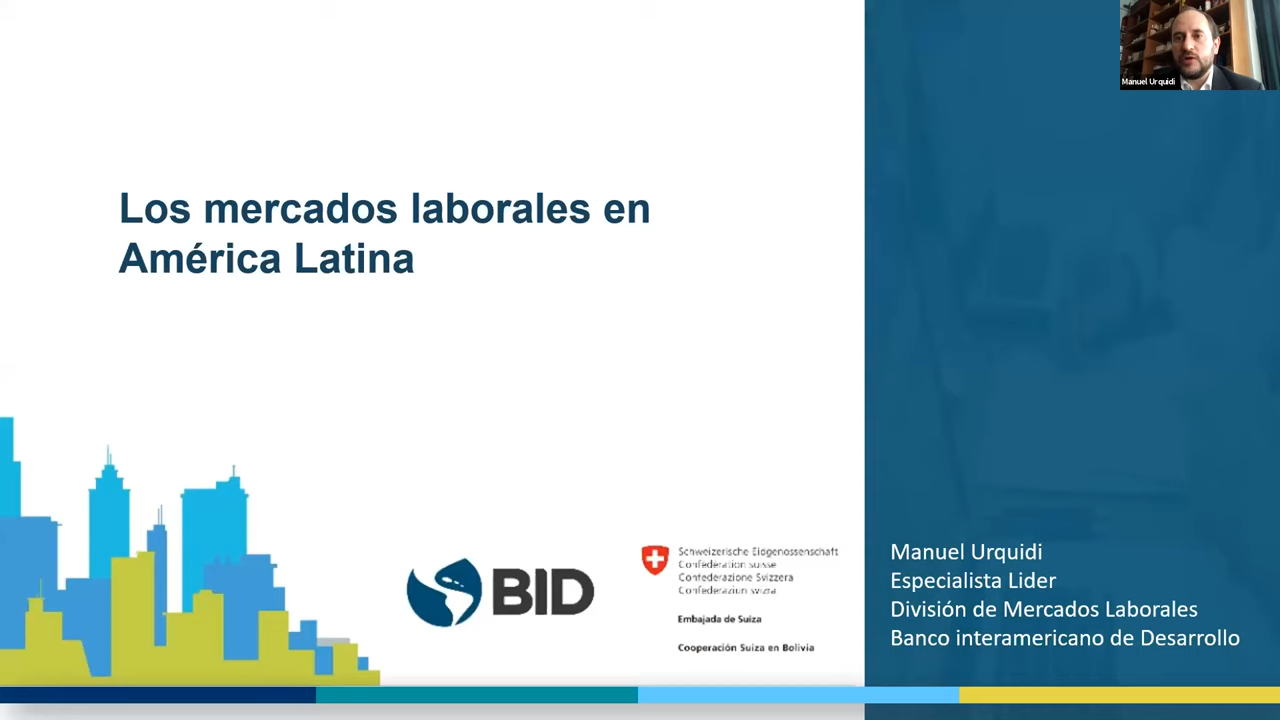 Manuel Urquidi
Los mercados laborales en
América Latina
BID
Schweizerische Eidgenossenschaft
Confédération suisse
Confederazione Svizzera
Confederaziun svizra
Embajada de Suiza
Cooperación Suiza en Bolivia
Manuel Urquidi
Especialista Lider
División de Mercados Laborales
Banco interamericano de Desarrollo